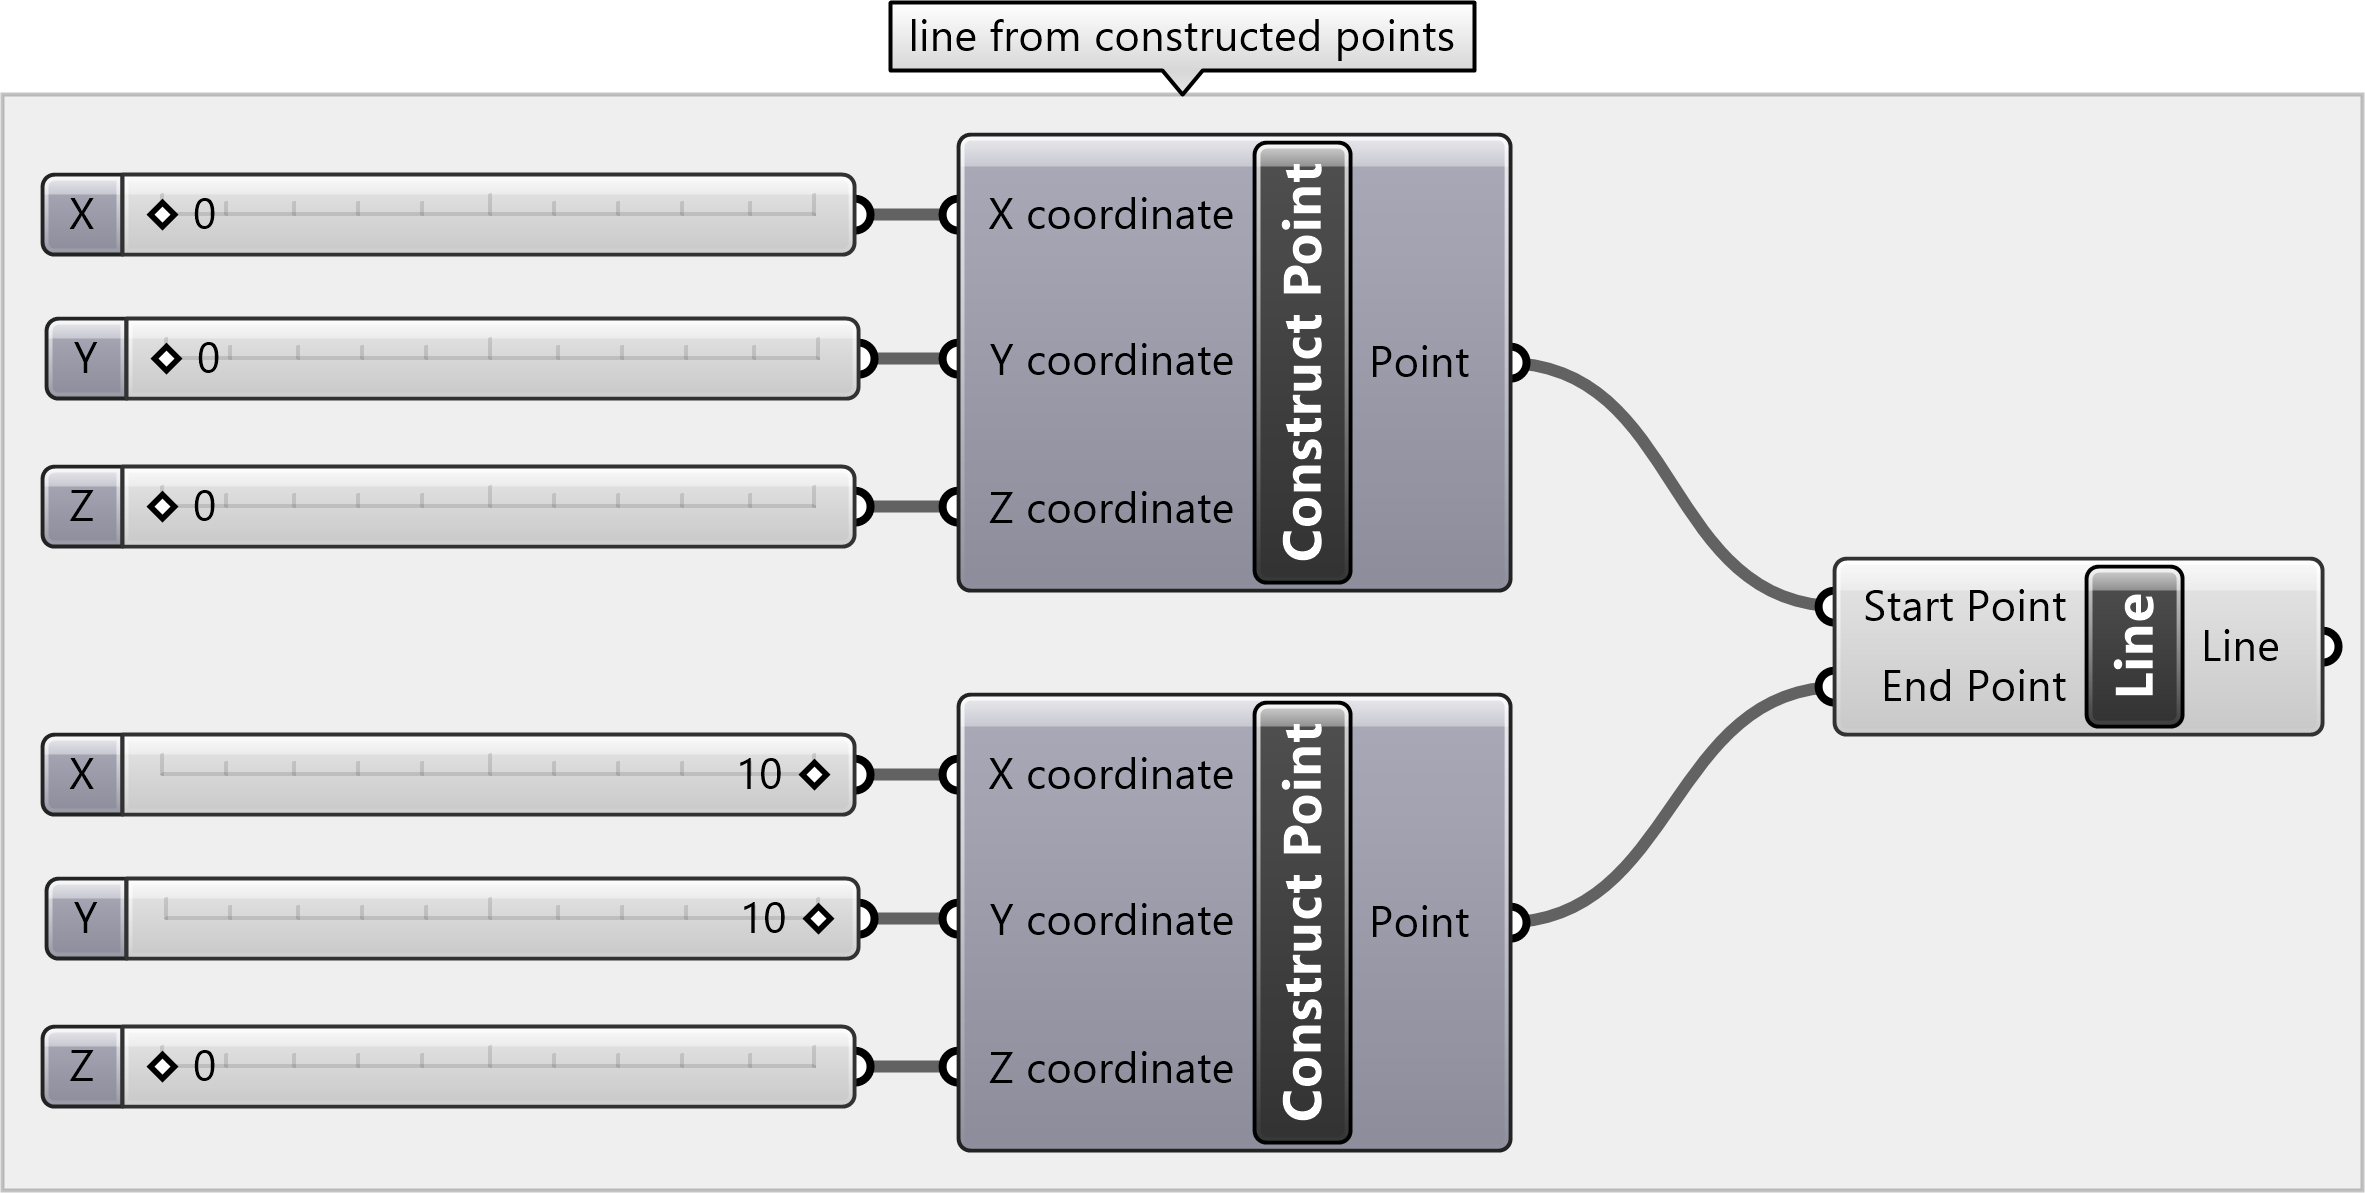 line from constructed points
X 0
Y 0
Z 0
X coordinate
Y coordinate
Z coordinate
Construct Point
Point
X 10
Y 10
Z 0
X coordinate
Y coordinate
Z coordinate
Construct Point
Point
Start Point
End Point
Line
Line